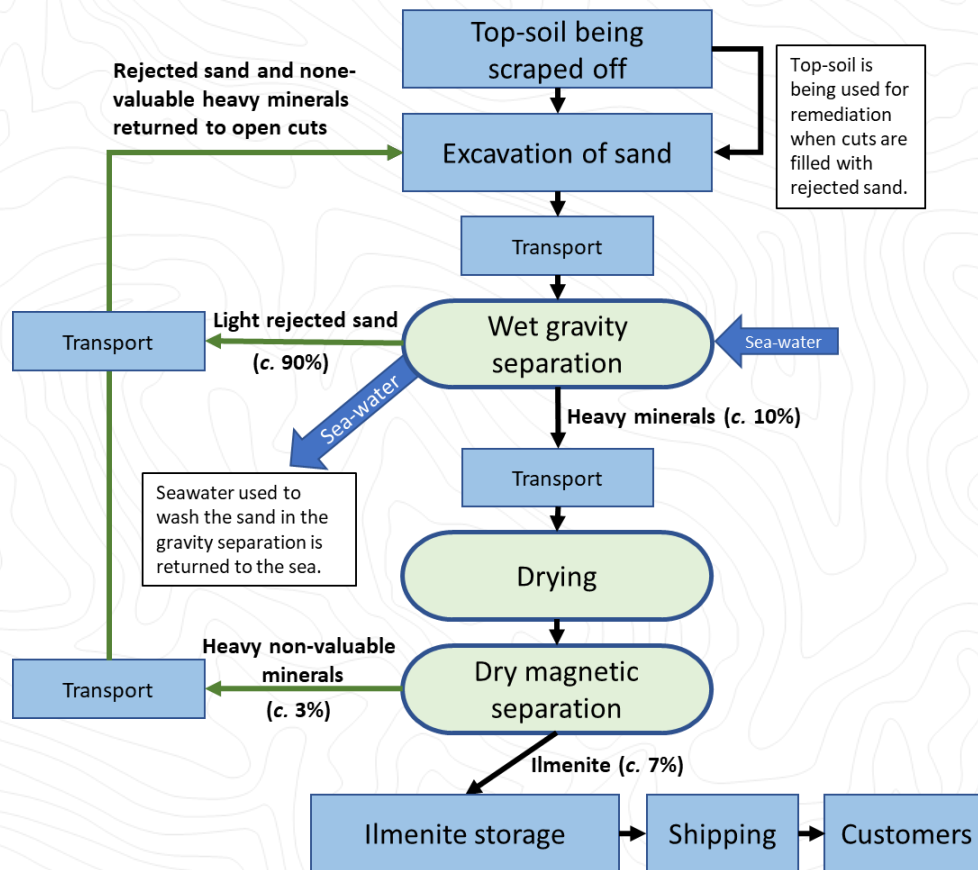 Top-soil being
scraped off
Rejected sand and none-
valuable heavy minerals
returned to open cuts
Top-soil is
being used for
remediation
when cuts are
filled with
rejected sand.
Excavation of sand
Transport
Light rejected sand
(c. 90%)
Transport
Wet gravity
separation
Sea-water
Sea-water
Heavy minerals (c. 10%)
Seawater used to
wash the sand in the
gravity separation is
returned to the sea.
Transport
Drying
Heavy non-valuable
minerals
(c. 3%)
Transport
Dry magnetic
separation
Ilmenite (c. 7%)
Ilmenite storage
Shipping
Customers